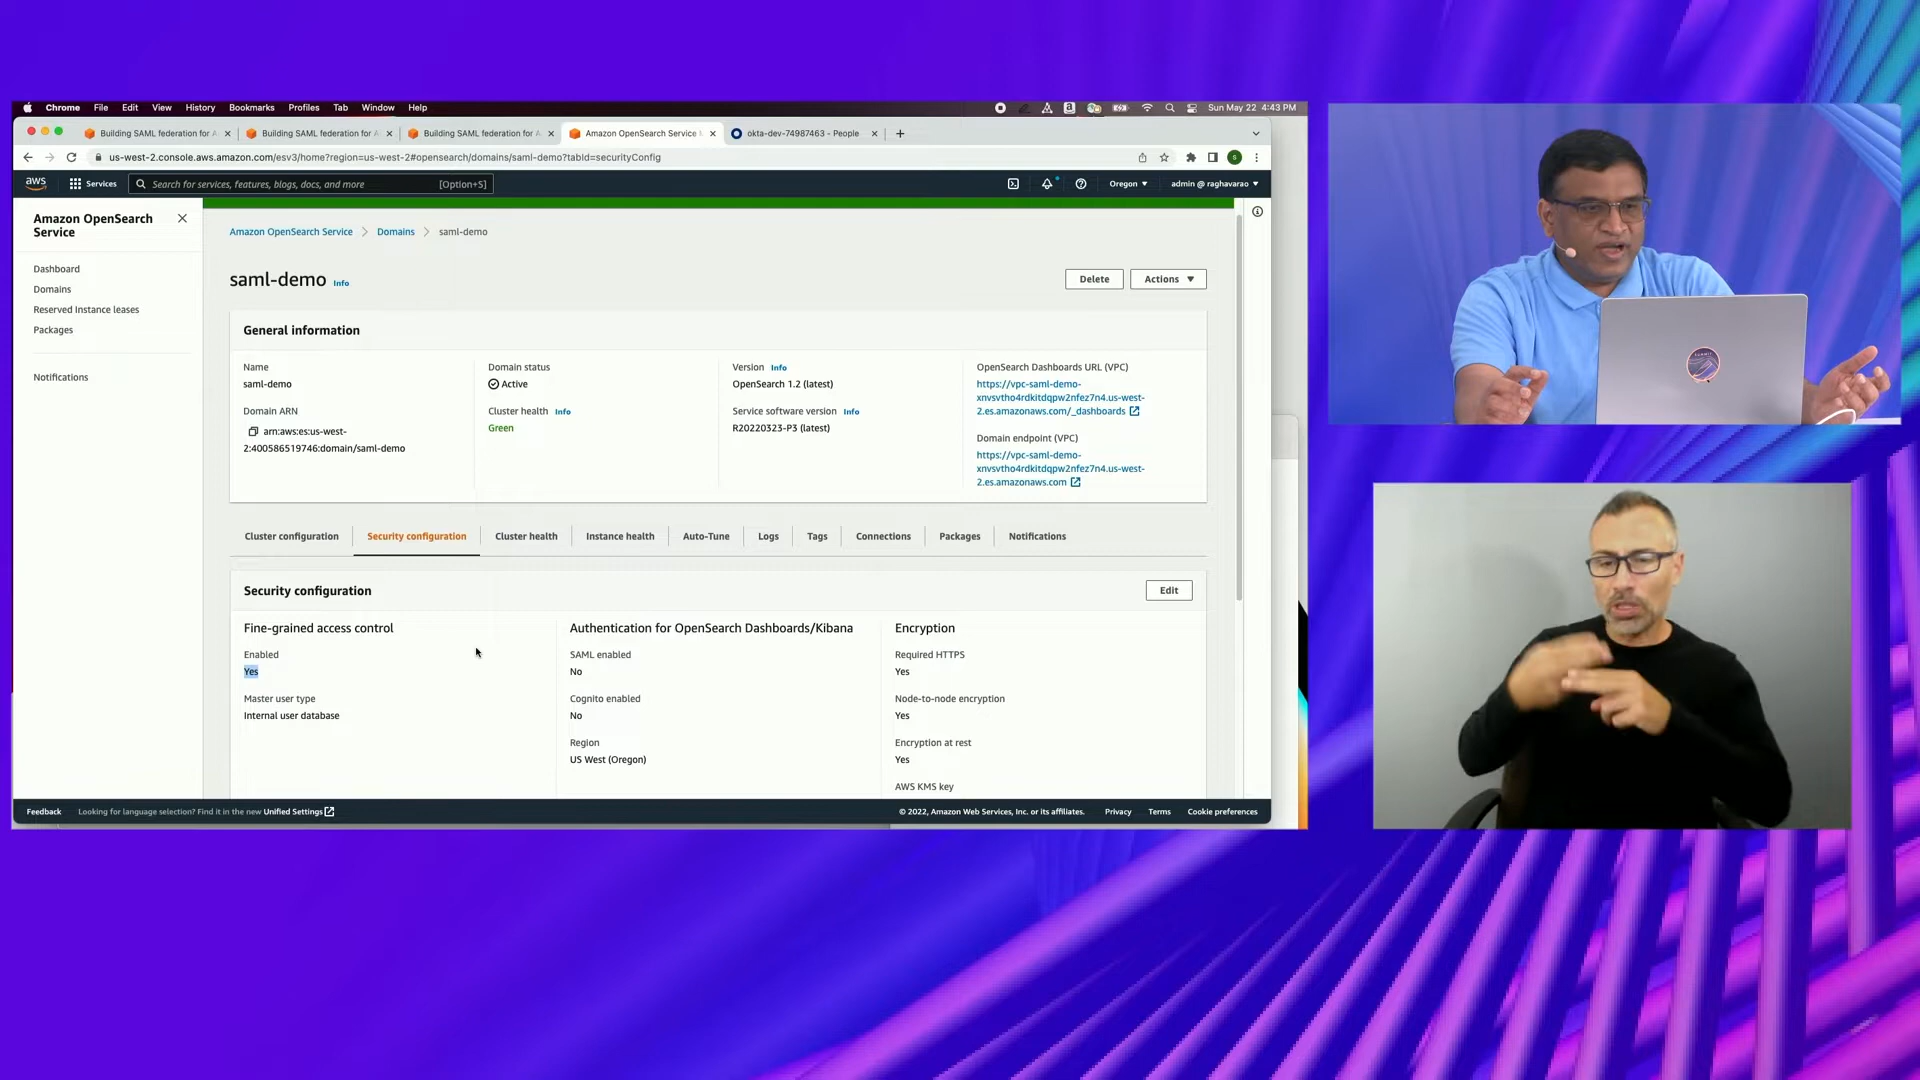 Chrome File Edit View History Bookmarks Profiles Tab Window Help
Sun May 22 4:43 PM
Building SAML federation for A
Building SAML federation for A
Building SAML federation for A
Amazon OpenSearch Service
okta-dev-74987463 - People
us-west-2.console.aws.amazon.com/esv3/home?region=us-west-2#opensearch/domains/saml-demo?tabId=securityConfig
aws
Services
Search for services, features, blogs, docs, and more
[Option+S]
Oregon
admin @ raghavarao
Amazon OpenSearch
Service
Dashboard
Domains
Reserved Instance leases
Packages
Notifications
Amazon OpenSearch Service
Domains
saml-demo
saml-demo Info
Delete
Actions
General information
Name
saml-demo
Domain ARN
arn:aws:es:us-west-
2:400586519746:domain/saml-demo
Domain status
Active
Cluster health Info
Green
Version Info
OpenSearch 1.2 (latest)
Service software version Info
R20220323-P3 (latest)
OpenSearch Dashboards URL (VPC)
https://vpc-saml-demo-
xnvsvtho4rdkitdqpw2nfez7n4.us-west-
2.es.amazonaws.com/_dashboards
Domain endpoint (VPC)
https://vpc-saml-demo-
xnvsvtho4rdkitdqpw2nfez7n4.us-west-
2.es.amazonaws.com
Cluster configuration
Security configuration
Cluster health
Instance health
Auto-Tune
Logs
Tags
Connections
Packages
Notifications
Security configuration
Edit
Fine-grained access control
Enabled
Yes
Master user type
Internal user database
Authentication for OpenSearch Dashboards/Kibana
SAML enabled
No
Cognito enabled
No
Region
US West (Oregon)
Encryption
Required HTTPS
Yes
Node-to-node encryption
Yes
Encryption at rest
Yes
AWS KMS key
Feedback
Looking for language selection? Find it in the new Unified Settings
© 2022, Amazon Web Services, Inc. or its affiliates.
Privacy
Terms
Cookie preferences